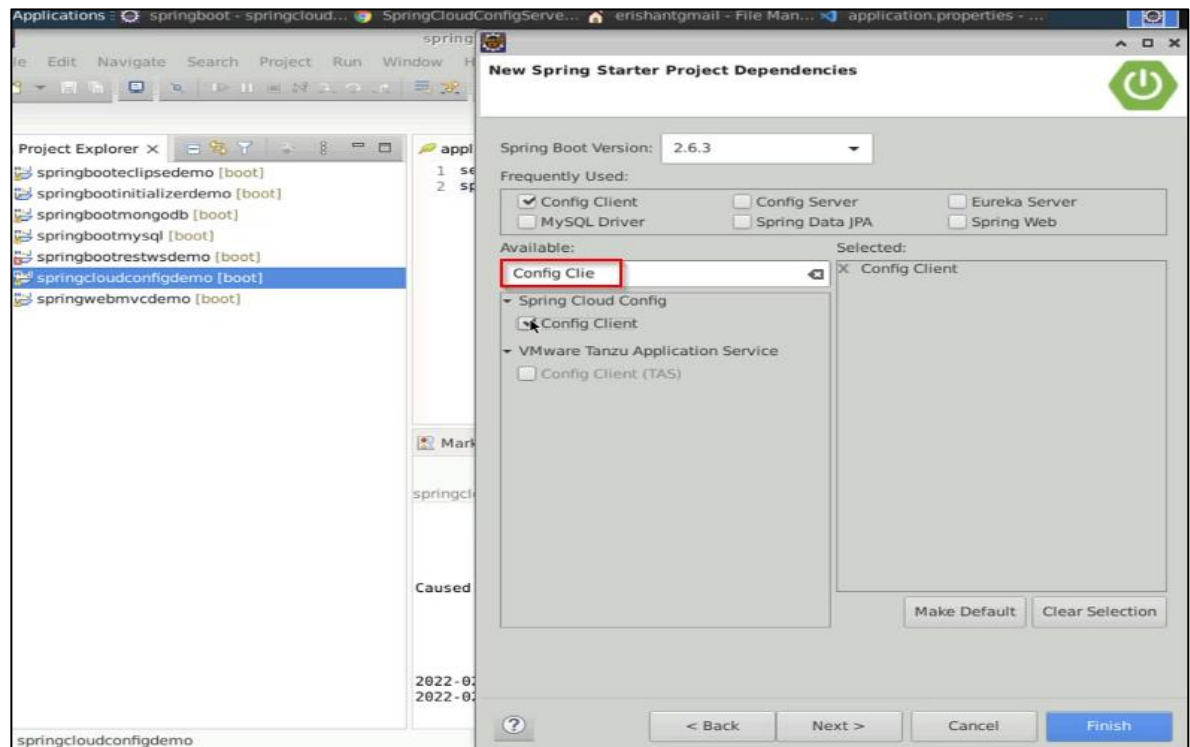 Applications : springboot - springcloud... SpringCloudConfigServe... erishantgmail - File Man... application.properties - ...
spring
le Edit Navigate Search Project Run Window H
New Spring Starter Project Dependencies
Project Explorer
springbooteclipsedemo [boot]
springbootinitializerdemo [boot]
springbootmongodb [boot]
springbootmysql [boot]
springbootrestwsdemo [boot]
springcloudconfigdemo [boot]
springwebmvcdemo [boot]
appl
1 se
2 sp
Mark
springcl
Caused
2022-02
2022-02
Spring Boot Version: 2.6.3
Frequently Used:
Config Client Config Server Eureka Server
MySQL Driver Spring Data JPA Spring Web
Available: Selected:
Config Clie X Config Client
Spring Cloud Config
Config Client
VMware Tanzu Application Service
Config Client (TAS)
Make Default Clear Selection
? < Back Next > Cancel Finish
springcloudconfigdemo